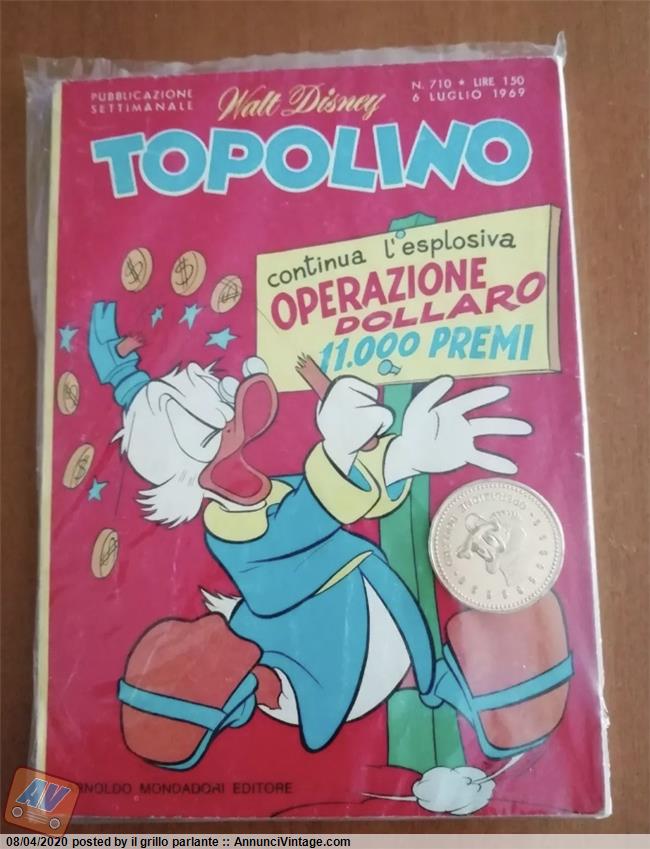 PUBBLICAZIONE
SETTIMANALE
Walt Disney
N. 710 • LIRE 150
6 LUGLIO 1969
TOPOLINO
continua l'esplosiva
OPERAZIONE
DOLLARO
11.000 PREMI
$ $ $ $ $ $
RNOLDO MONDADORI EDITORE
AV
08/04/2020 posted by il grillo parlante :: AnnunciVintage.com